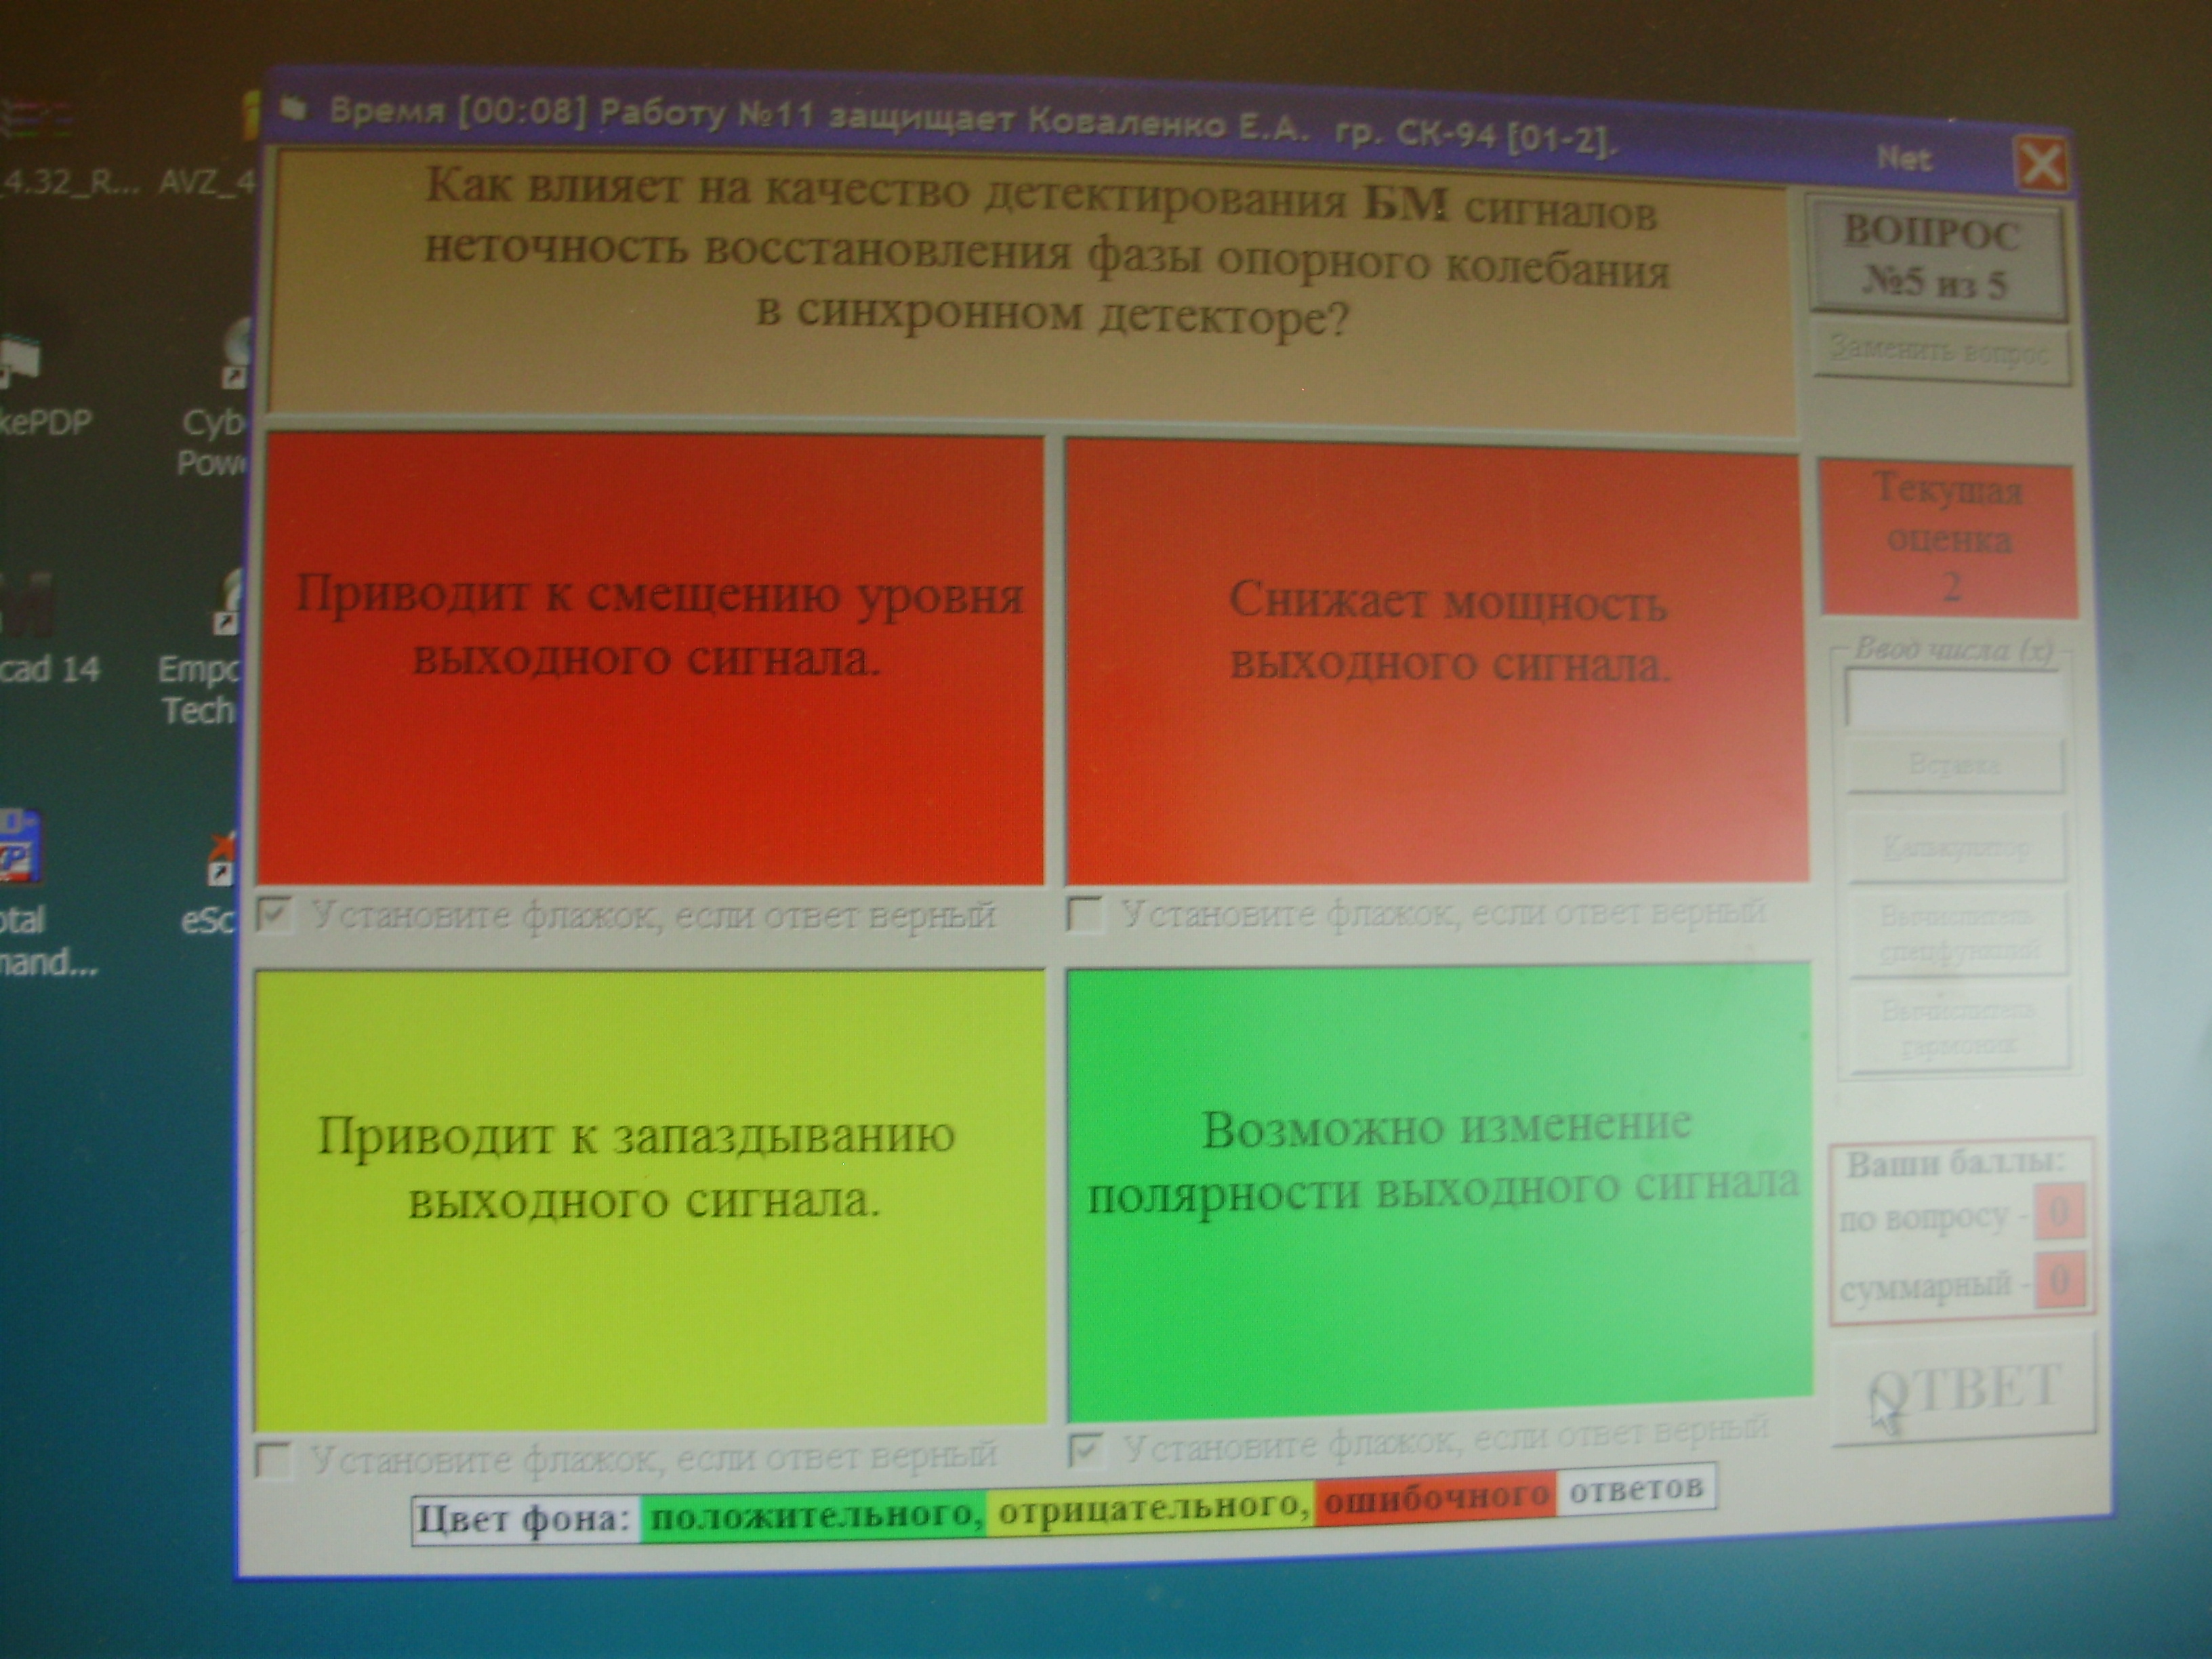 Время [00:08] Работу №11 защищает Коваленко Е.А. гр. СК-94 [01-2].
Net
Как влияет на качество детектирования БМ сигналов
неточность восстановления фазы опорного колебания
в синхронном детекторе?
ВОПРОС
№5 из 5
Заменить вопрос
Приводит к смещению уровня
выходного сигнала.
Снижает мощность
выходного сигнала.
Текущая
оценка
2
Ввод числа (x)
Вставка
Калькулятор
Вычислитель
спецфункций
Вычислитель
гармоник
Установите флажок, если ответ верный
Установите флажок, если ответ верный
Приводит к запаздыванию
выходного сигнала.
Возможно изменение
полярности выходного сигнала
Ваши баллы:
по вопросу - 0
суммарный - 0
ОТВЕТ
Установите флажок, если ответ верный
Установите флажок, если ответ верный
Цвет фона: положительного, отрицательного, ошибочного ответов
_4.32_R...
AVZ_4
kePDP
Cyb
Powe
cad 14
Empo
Tech
otal
mand...
eSc